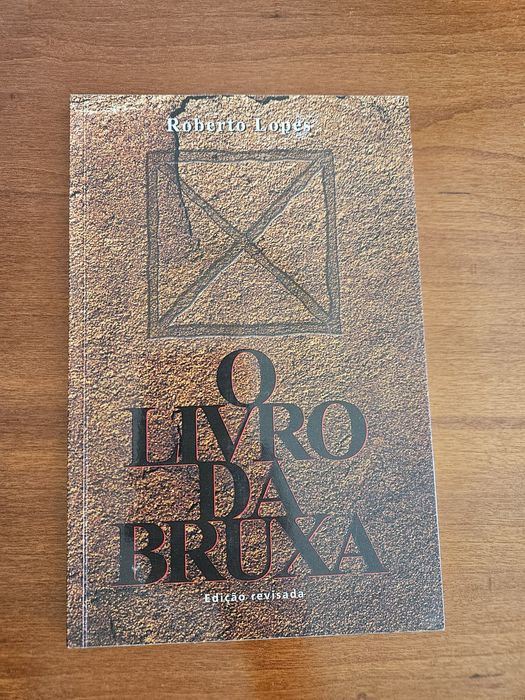 Roberto Lopes
O
LIVRO
DA
BRUXA
Edição revisada